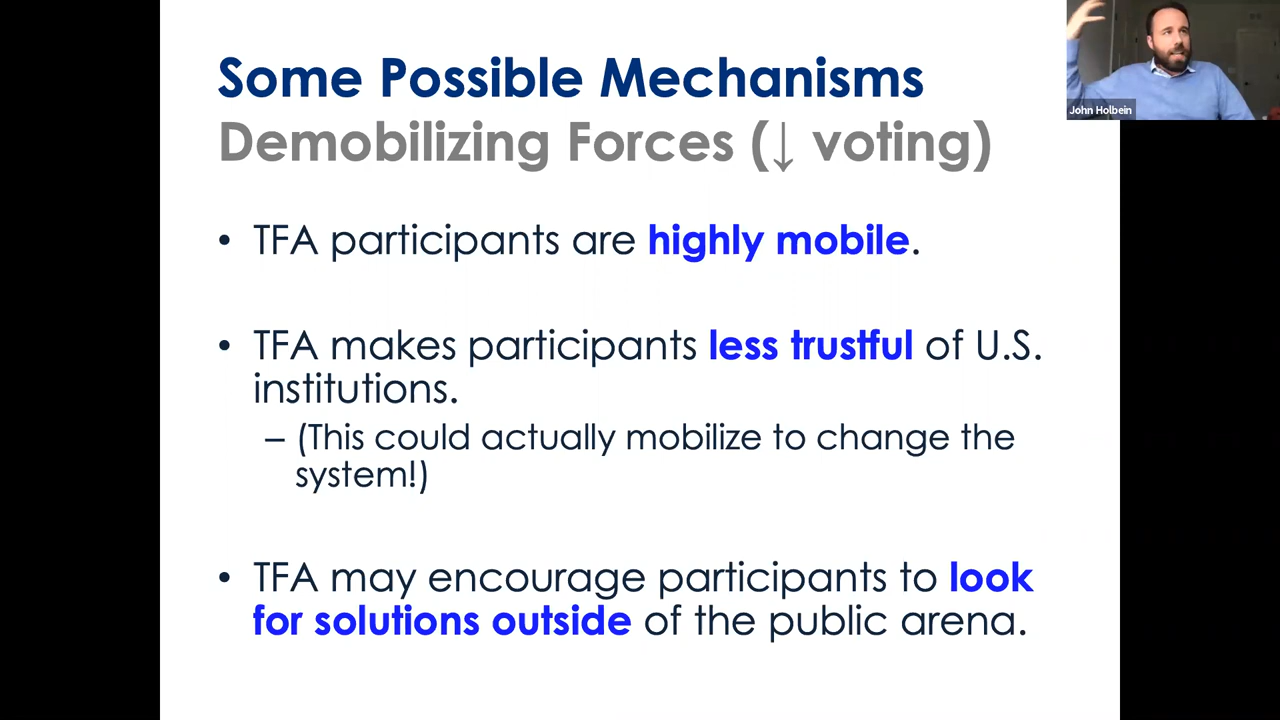 Some Possible Mechanisms
Demobilizing Forces (↓ voting)
John Holbein
• TFA participants are highly mobile.
• TFA makes participants less trustful of U.S.
institutions.
– (This could actually mobilize to change the
system!)
• TFA may encourage participants to look
for solutions outside of the public arena.